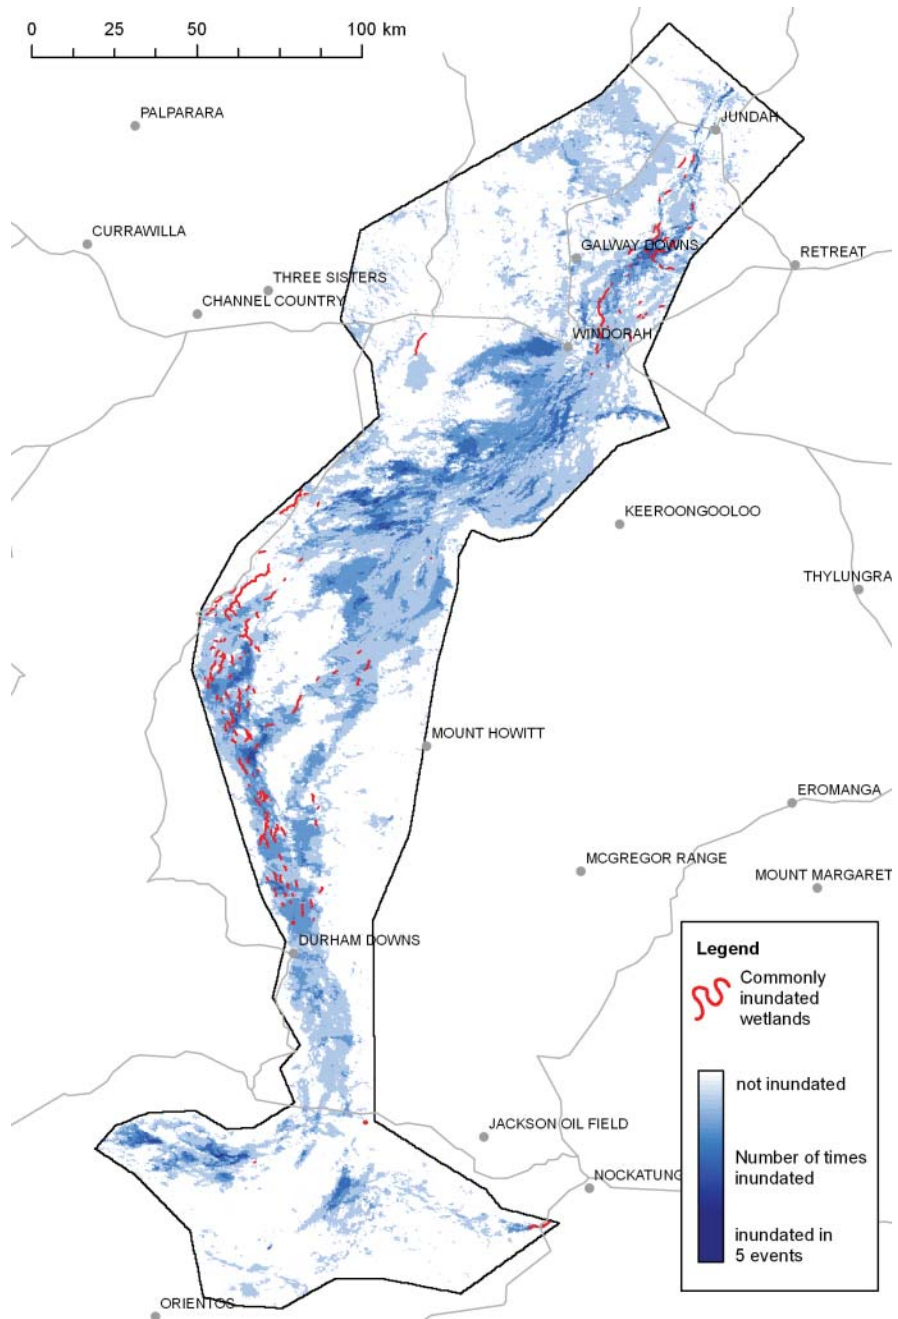 0 25 50 100 km
PALPARARA
JUNDAH
CURRAWILLA
GALWAY DOWNS
RETREAT
THREE SISTERS
CHANNEL COUNTRY
WINDORAH
KEEROONGOOLOO
THYLUNGRA
MOUNT HOWITT
EROMANGA
MCGREGOR RANGE
MOUNT MARGARET
DURHAM DOWNS
Legend
Commonly
inundated
wetlands
not inundated
JACKSON OIL FIELD
Number of times
inundated
NOCKATUNG
inundated in
5 events
ORIENTOS